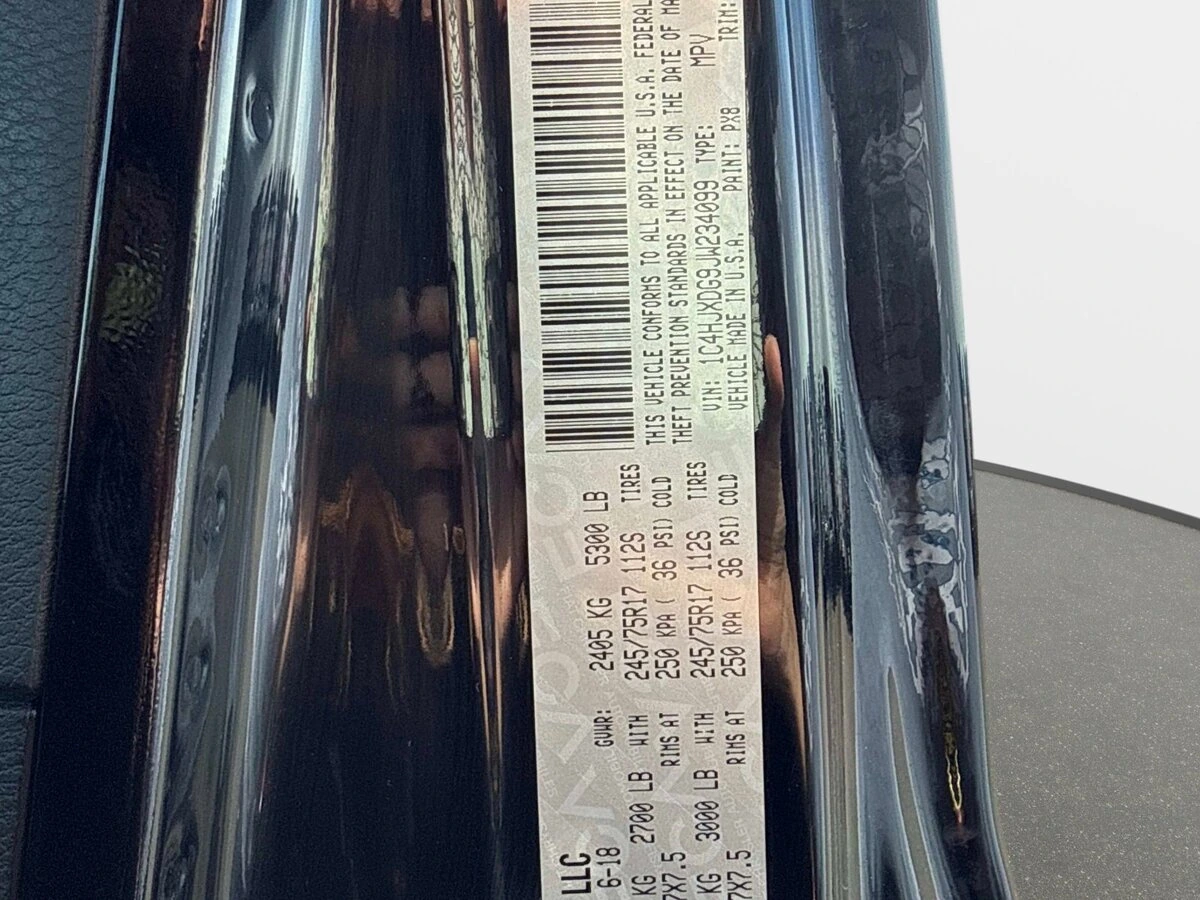 LLC
6-18 GVWR: 2405 KG 5300 LB
KG 2700 LB WITH 245/75R17 112S TIRES
7X7.5 RIMS AT 250 KPA ( 36 PSI) COLD
KG 3000 LB WITH 245/75R17 112S TIRES
7X7.5 RIMS AT 250 KPA ( 36 PSI) COLD
THIS VEHICLE CONFORMS TO ALL APPLICABLE U.S.A. FEDERAL
THEFT PREVENTION STANDARDS IN EFFECT ON THE DATE OF MA
VIN: 1C4HJXDG9JW234099 TYPE: MPV
VEHICLE MADE IN U.S.A. PAINT: PX8 TRIM: